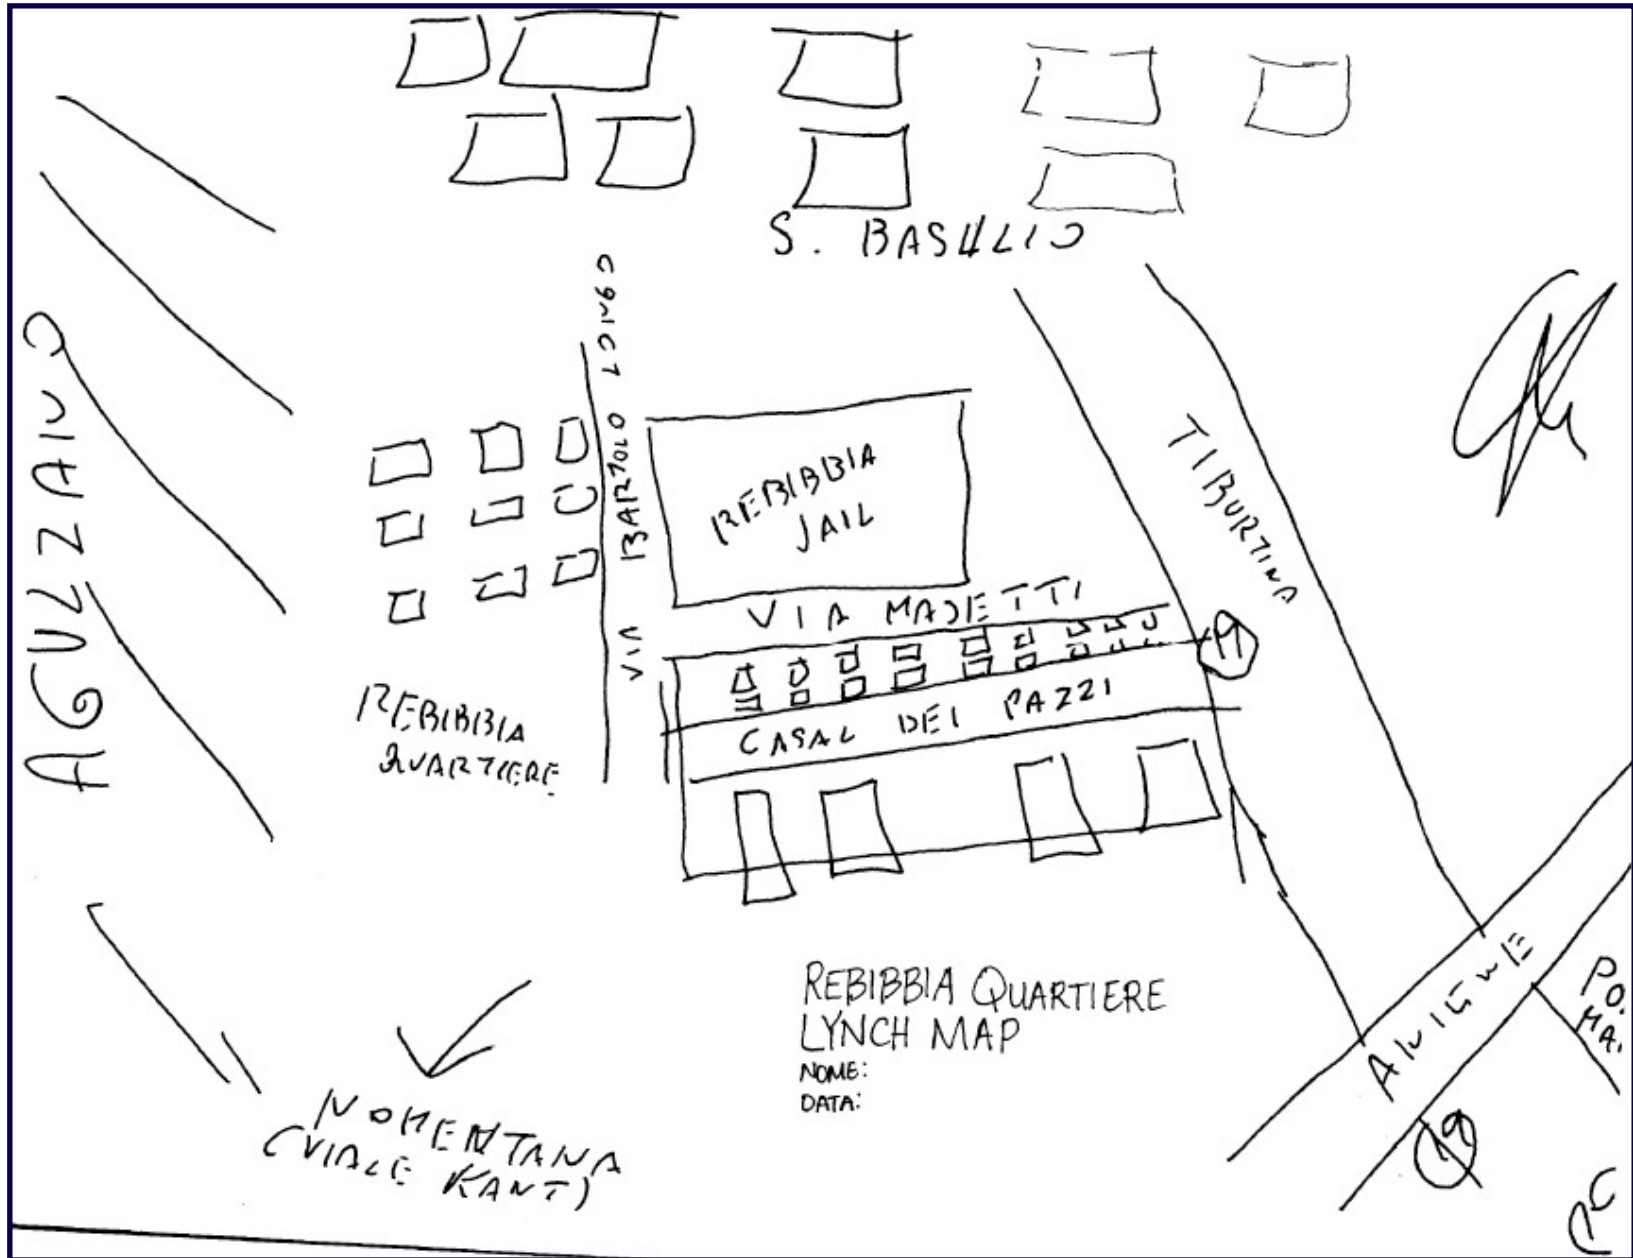 S. BASILIO
AGUZZANO
VIA BARTOLO LONGO
REBIBBIA
JAIL
TIBURTINA
VIA MAJETTI
CASAL DEI PAZZI
REBIBBIA
QUARTIERE
ANIENE
REBIBBIA QUARTIERE
LYNCH MAP
NOME:
DATA:
NOMENTANA
(VIALE KANT)